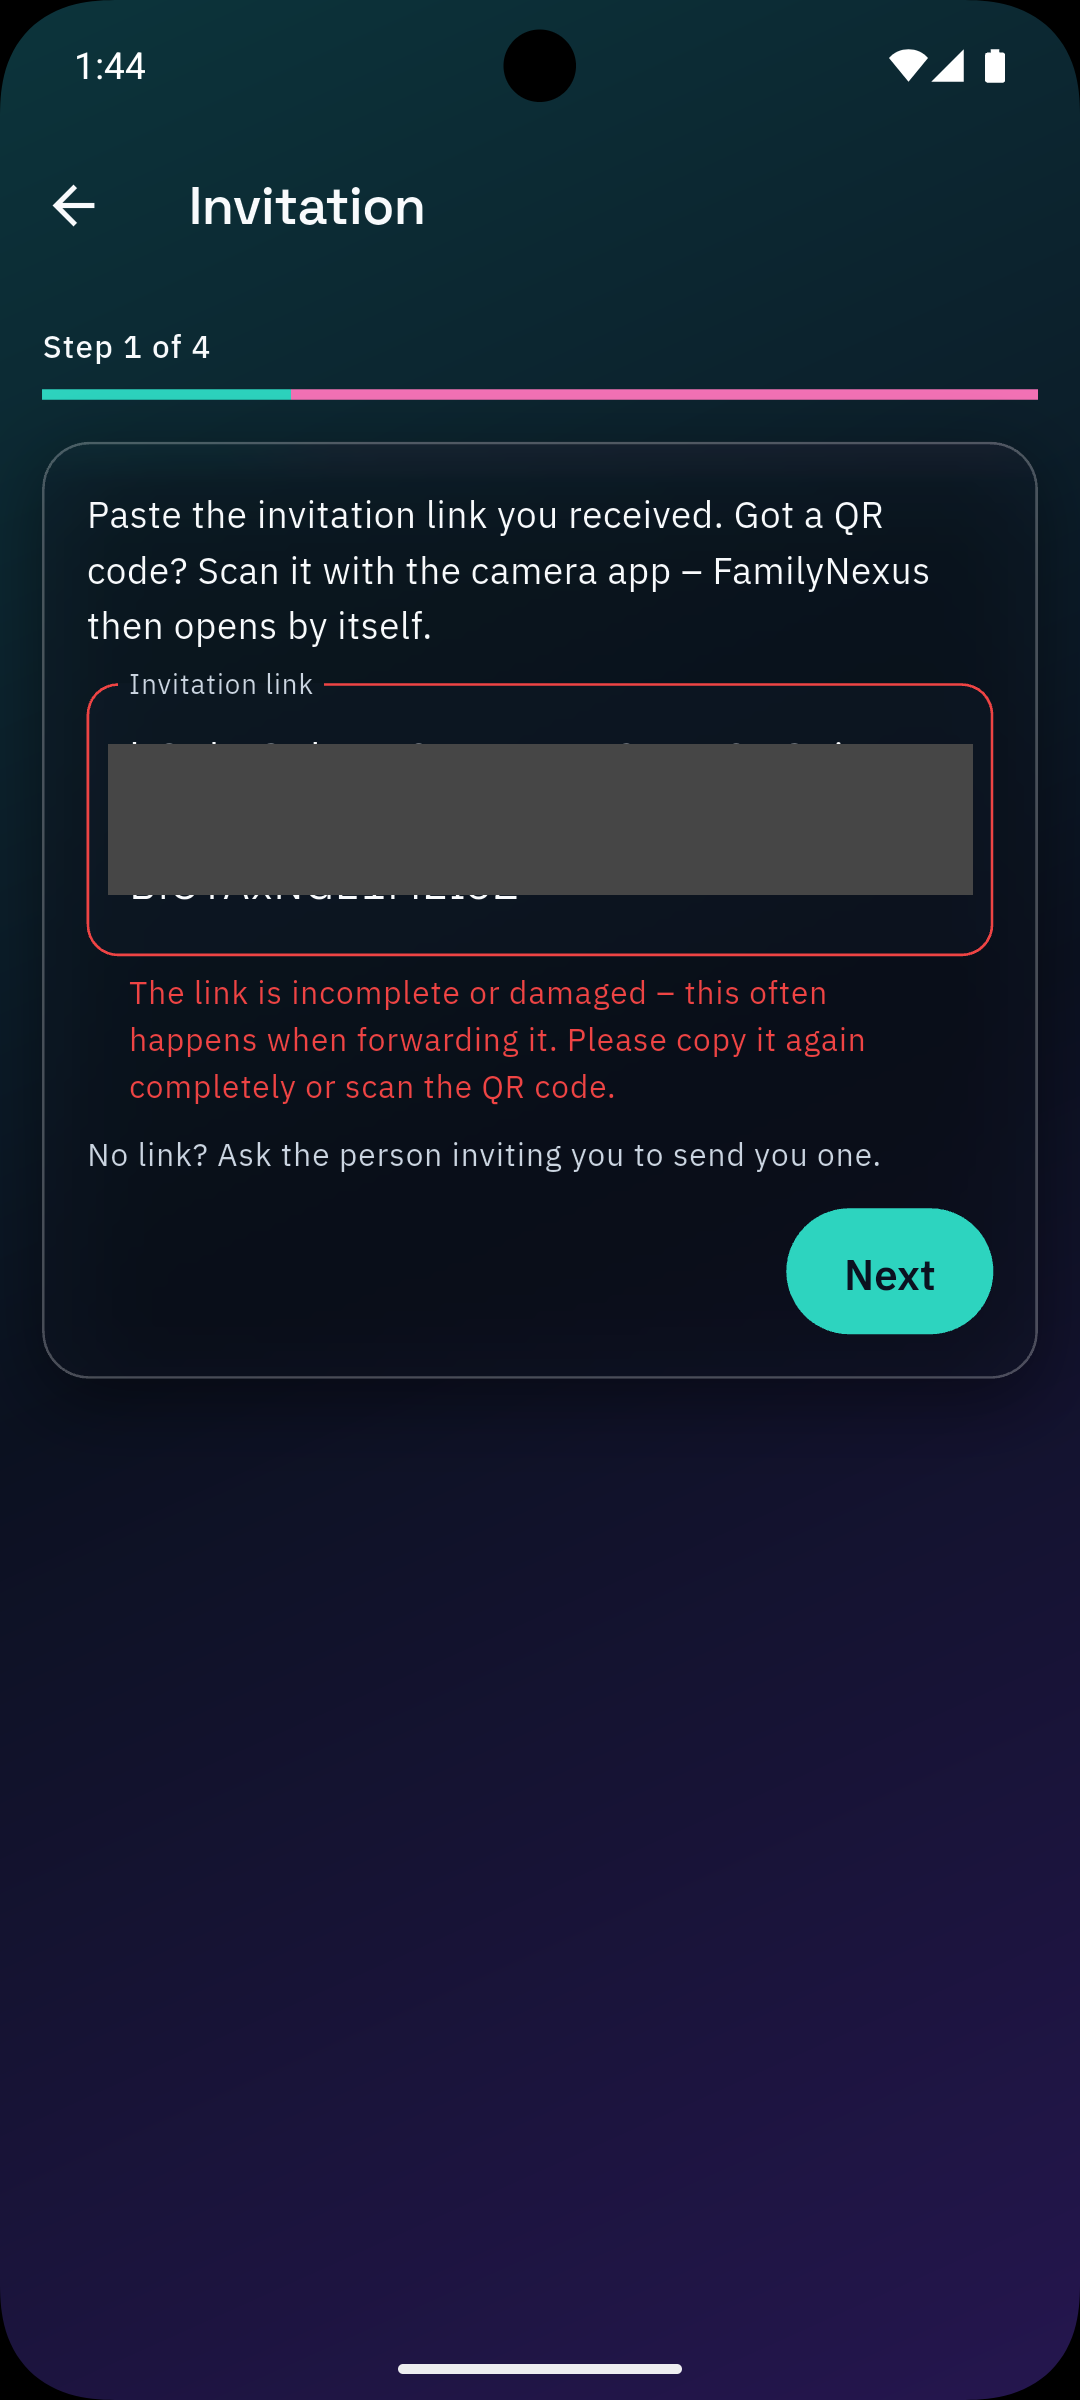 1:44
Invitation
Step 1 of 4
Paste the invitation link you received. Got a QR
code? Scan it with the camera app – FamilyNexus
then opens by itself.
Invitation link
The link is incomplete or damaged – this often
happens when forwarding it. Please copy it again
completely or scan the QR code.
No link? Ask the person inviting you to send you one.
Next